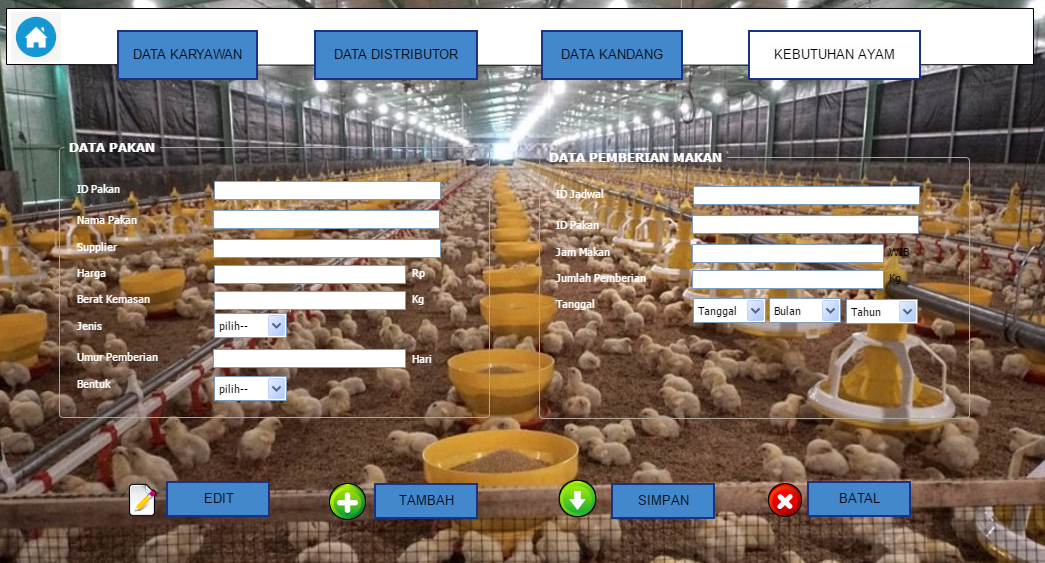 DATA KARYAWAN
DATA DISTRIBUTOR
DATA KANDANG
KEBUTUHAN AYAM
DATA PAKAN
ID Pakan
Nama Pakan
Supplier
Harga
Rp
Berat Kemasan
Kg
Jenis
pilih--
Umur Pemberian
Hari
Bentuk
pilih--
DATA PEMBERIAN MAKAN
ID Jadwal
ID Pakan
Jam Makan
WIB
Jumlah Pemberian
Kg
Tanggal
Tanggal
Bulan
Tahun
EDIT
TAMBAH
SIMPAN
BATAL